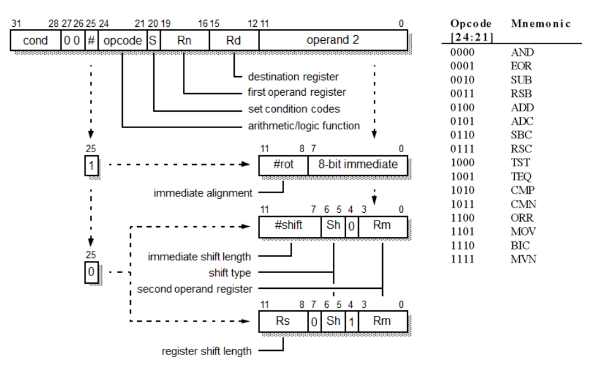 31 28 27 26 25 24 21 20 19 16 15 12 11 0
cond 0 0 # opcode S Rn Rd operand 2
destination register
first operand register
set condition codes
arithmetic/logic function
25
1
11 8 7 0
#rot 8-bit immediate
immediate alignment
11 7 6 5 4 3 0
#shift Sh 0 Rm
25
0
immediate shift length
shift type
second operand register
11 8 7 6 5 4 3 0
Rs 0 Sh 1 Rm
register shift length
Opcode Mnemonic
[24:21]
0000 AND
0001 EOR
0010 SUB
0011 RSB
0100 ADD
0101 ADC
0110 SBC
0111 RSC
1000 TST
1001 TEQ
1010 CMP
1011 CMN
1100 ORR
1101 MOV
1110 BIC
1111 MVN